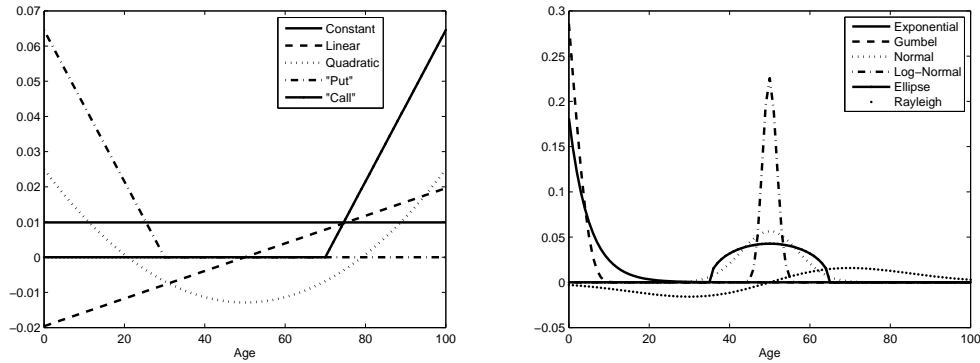 0.07
0.06
0.05
0.04
0.03
0.02
0.01
0
−0.01
−0.02
0 20 40 60 80 100
Age
Constant
Linear
Quadratic
"Put"
"Call"
0.3
0.25
0.2
0.15
0.1
0.05
0
−0.05
0 20 40 60 80 100
Age
Exponential
Gumbel
Normal
Log−Normal
Ellipse
Rayleigh